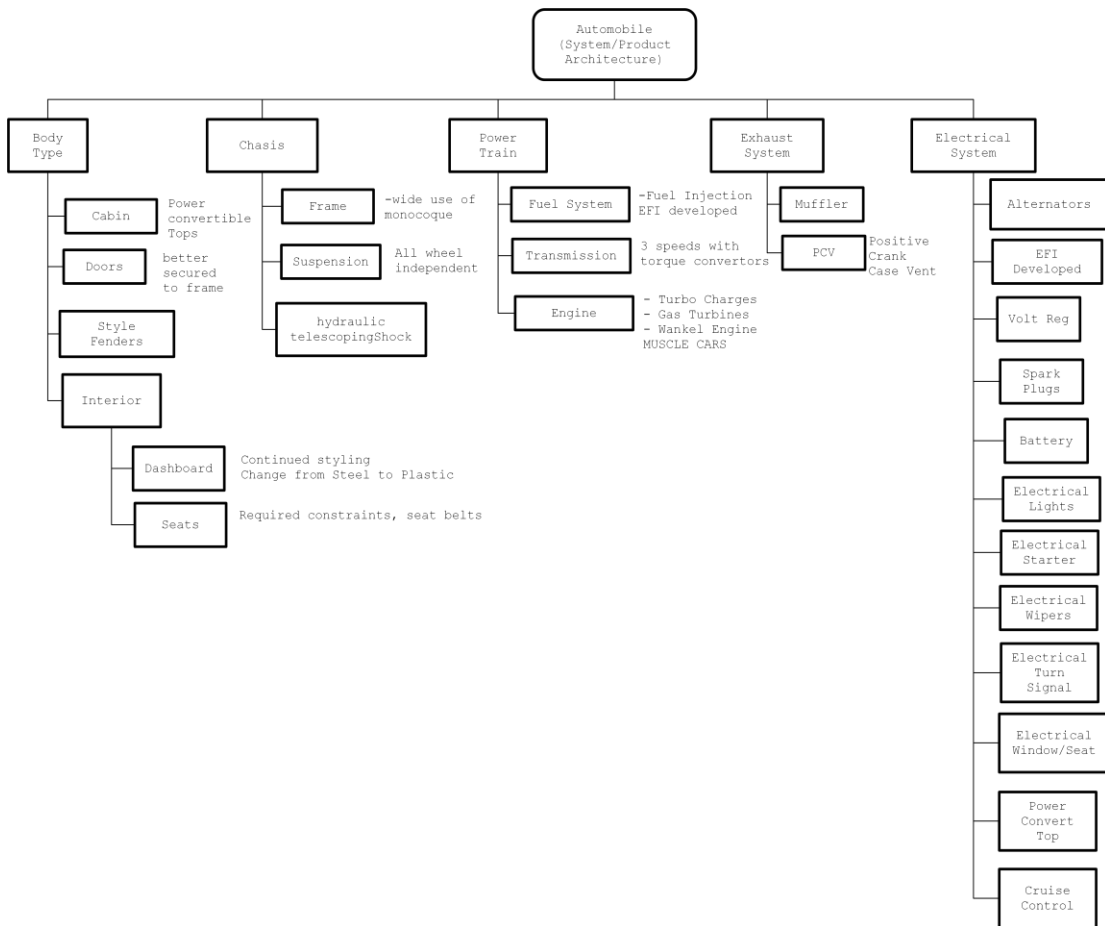 Automobile
(System/Product
Architecture)
Body
Type
Chasis
Power
Train
Exhaust
System
Electrical
System
Cabin
Power
convertible
Tops
Doors
better
secured
to frame
Style
Fenders
Interior
Dashboard
Continued styling
Change from Steel to Plastic
Seats
Required constraints, seat belts
Frame
-wide use of
monocoque
Suspension
All wheel
independent
hydraulic
telescopingShock
Fuel System
-Fuel Injection
EFI developed
Transmission
3 speeds with
torque convertors
Engine
- Turbo Charges
- Gas Turbines
- Wankel Engine
MUSCLE CARS
Muffler
PCV
Positive
Crank
Case Vent
Alternators
EFI
Developed
Volt Reg
Spark
Plugs
Battery
Electrical
Lights
Electrical
Starter
Electrical
Wipers
Electrical
Turn
Signal
Electrical
Window/Seat
Power
Convert
Top
Cruise
Control